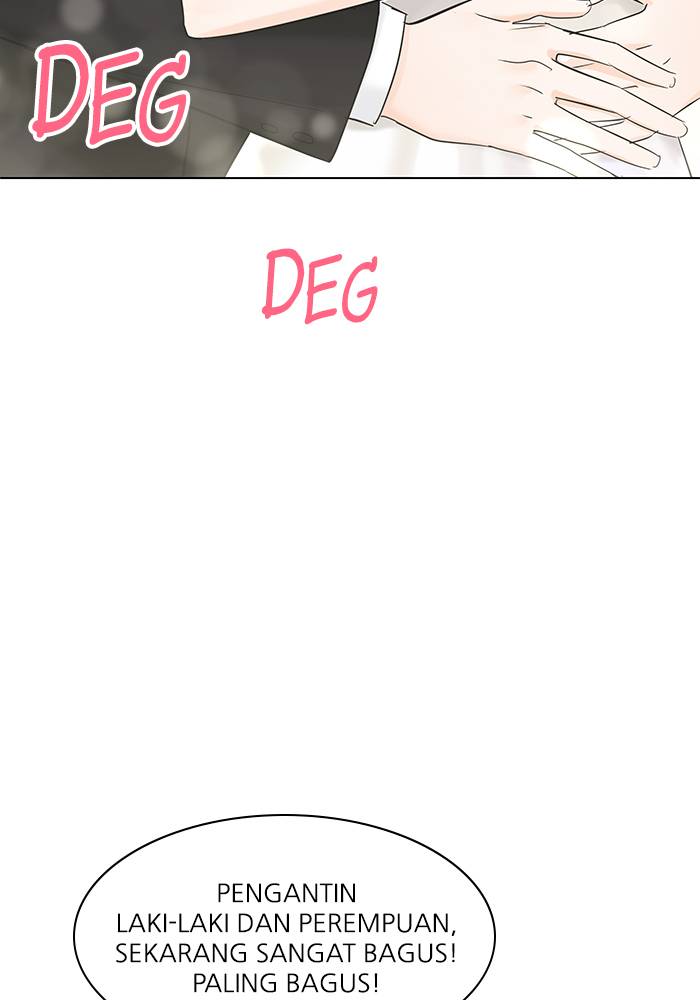 DEG
DEG
PENGANTIN
LAKI-LAKI DAN PEREMPUAN,
SEKARANG SANGAT BAGUS!
PALING BAGUS!